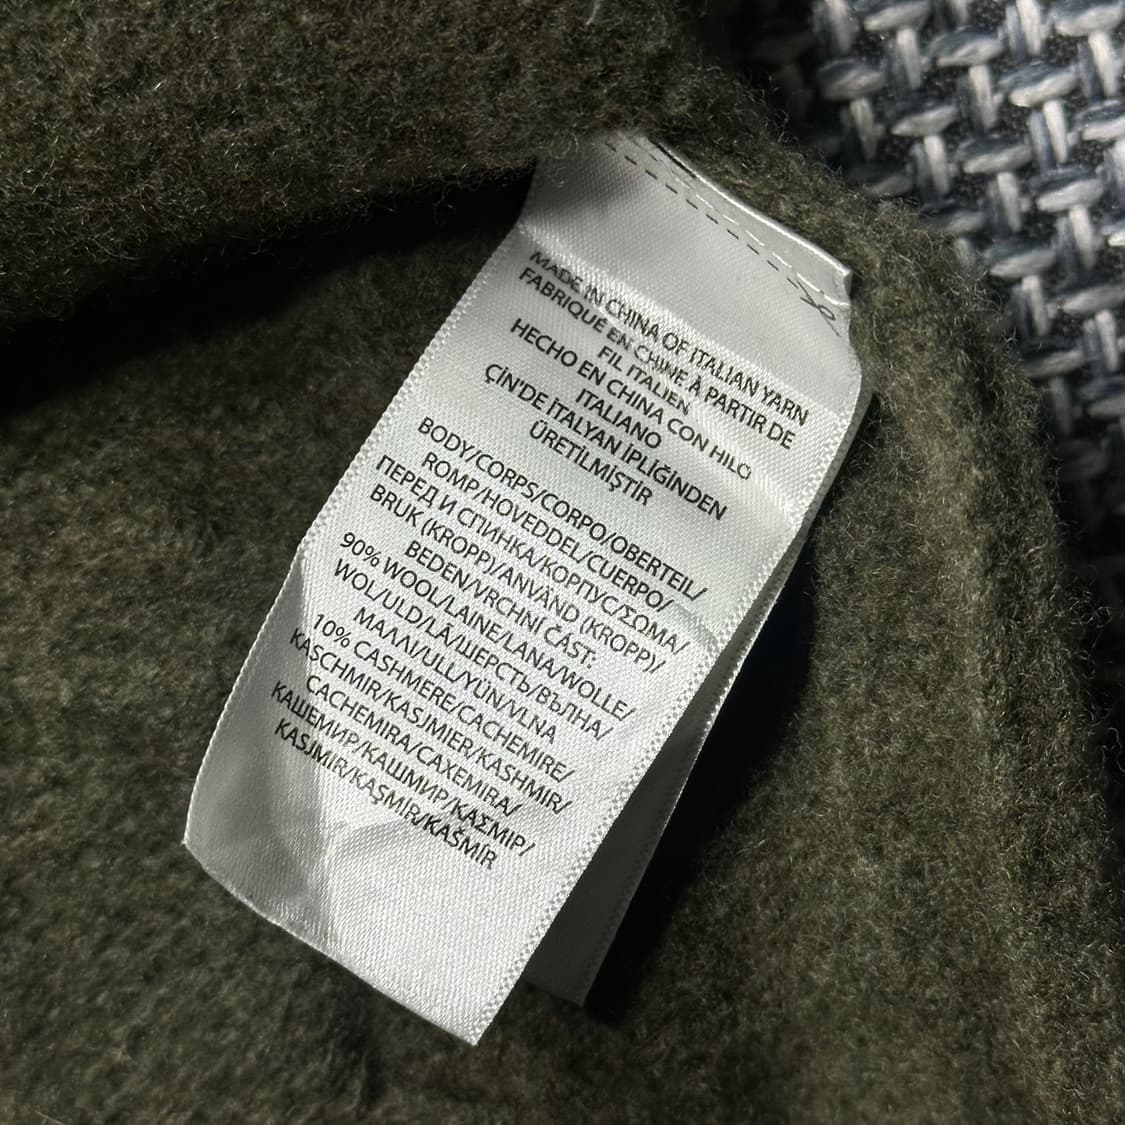 MADE IN CHINA OF ITALIAN YARN
FABRIQUE EN CHINE À PARTIR DE
FIL ITALIEN
HECHO EN CHINA CON HILO
ITALIANO
ÇİN'DE İTALYAN İPLİĞİNDEN
ÜRETİLMİŞTİR
BODY/CORPS/CORPO/OBERTEIL/
ROMP/HOVEDDEL/CUERPO/
ПЕРЕД И СПИНКА/КОРПУС/ΣΩΜΑ/
BRUK (KROPP)/ANVÄND (KROPP)/
BEDEN/VRCHNÍ ČÁST:
90% WOOL/LAINE/LANA/WOLLE/
WOL/ULD/LÃ/ШЕРСТЬ/ВЪЛНА/
ΜΑΛΛΙ/ULL/YÜN/VLNA
10% CASHMERE/CACHEMIRE/
KASCHMIR/KASJMIER/KASHMIR/
CACHEMIRA/CAXEMIRA/
КАШЕМИР/КАШМИР/ΚΑΣΜΙΡ/
KASJMIR/KAŞMİR/KAŠMÍR